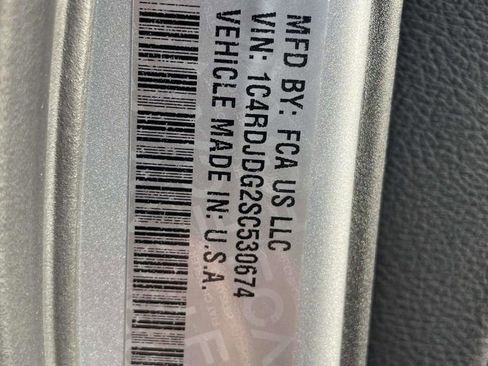 MFD BY: FCA US LLC
VIN: 1C4RDJDG2SC530674
VEHICLE MADE IN: U.S.A.